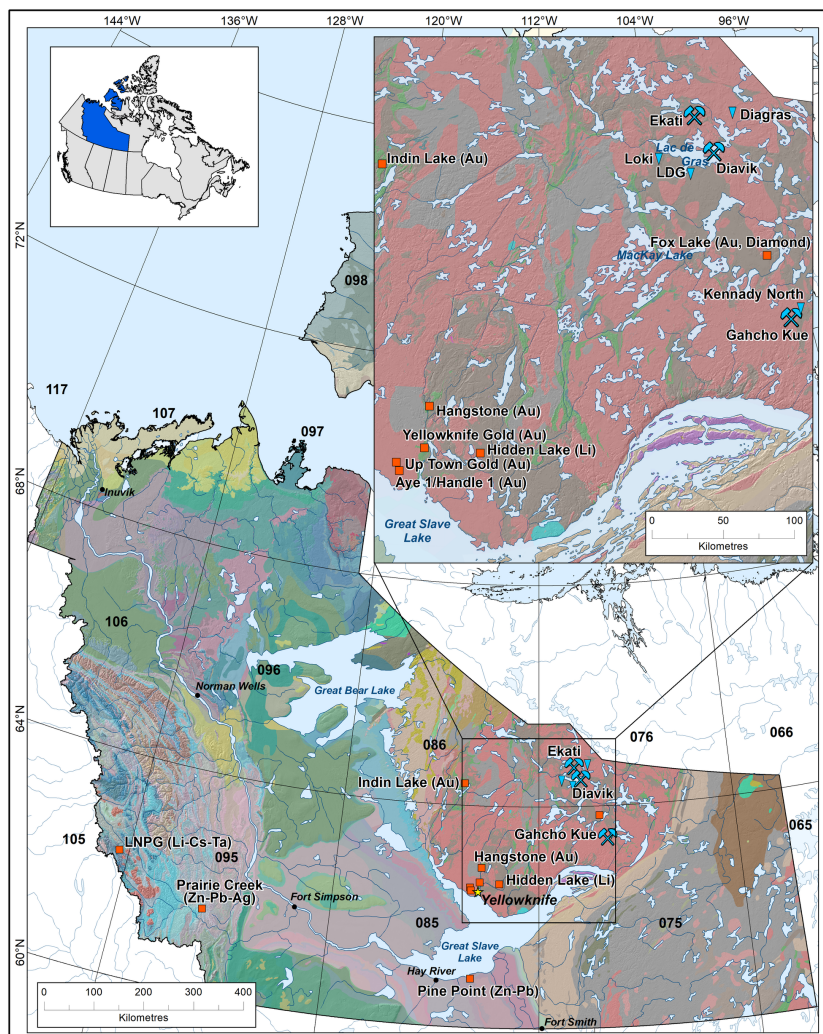 144°W
136°W
128°W
120°W
112°W
104°W
96°W
72°N
68°N
64°N
60°N
Ekati
Diagras
Lac de
Gras
Loki
LDG
Diavik
Indin Lake (Au)
Fox Lake (Au, Diamond)
MacKay Lake
Kennady North
Gahcho Kue
Hangstone (Au)
Yellowknife Gold (Au)
Hidden Lake (Li)
Up Town Gold (Au)
Aye 1/Handle 1 (Au)
Great Slave
Lake
0 50 100
Kilometres
098
117
107
097
Inuvik
106
096
Norman Wells
Great Bear Lake
086
076
066
Ekati
Indin Lake (Au)
Diavik
065
105
Gahcho Kue
LNPG (Li-Cs-Ta)
095
Hangstone (Au)
Prairie Creek
(Zn-Pb-Ag)
Hidden Lake (Li)
Yellowknife
Fort Simpson
085
075
Great Slave
Lake
Hay River
Pine Point (Zn-Pb)
Fort Smith
0 100 200 300 400
Kilometres